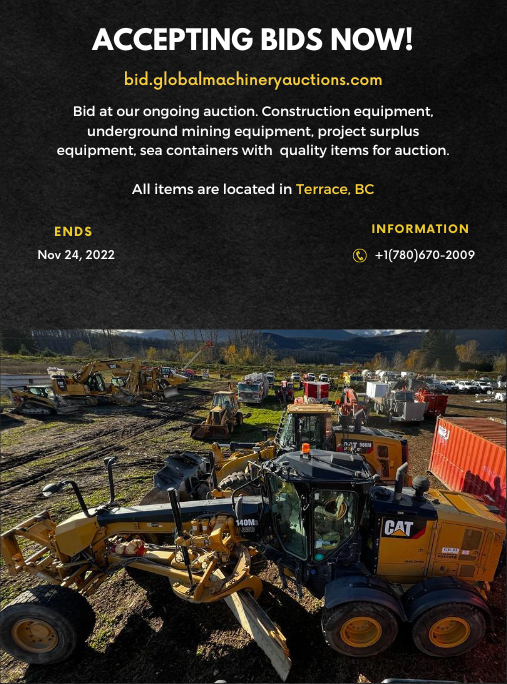 ACCEPTING BIDS NOW!
bid.globalmachineryauctions.com
Bid at our ongoing auction. Construction equipment,
underground mining equipment, project surplus
equipment, sea containers with quality items for auction.
All items are located in Terrace, BC
ENDS
INFORMATION
Nov 24, 2022
+1(780)670-2009
140M
CAT